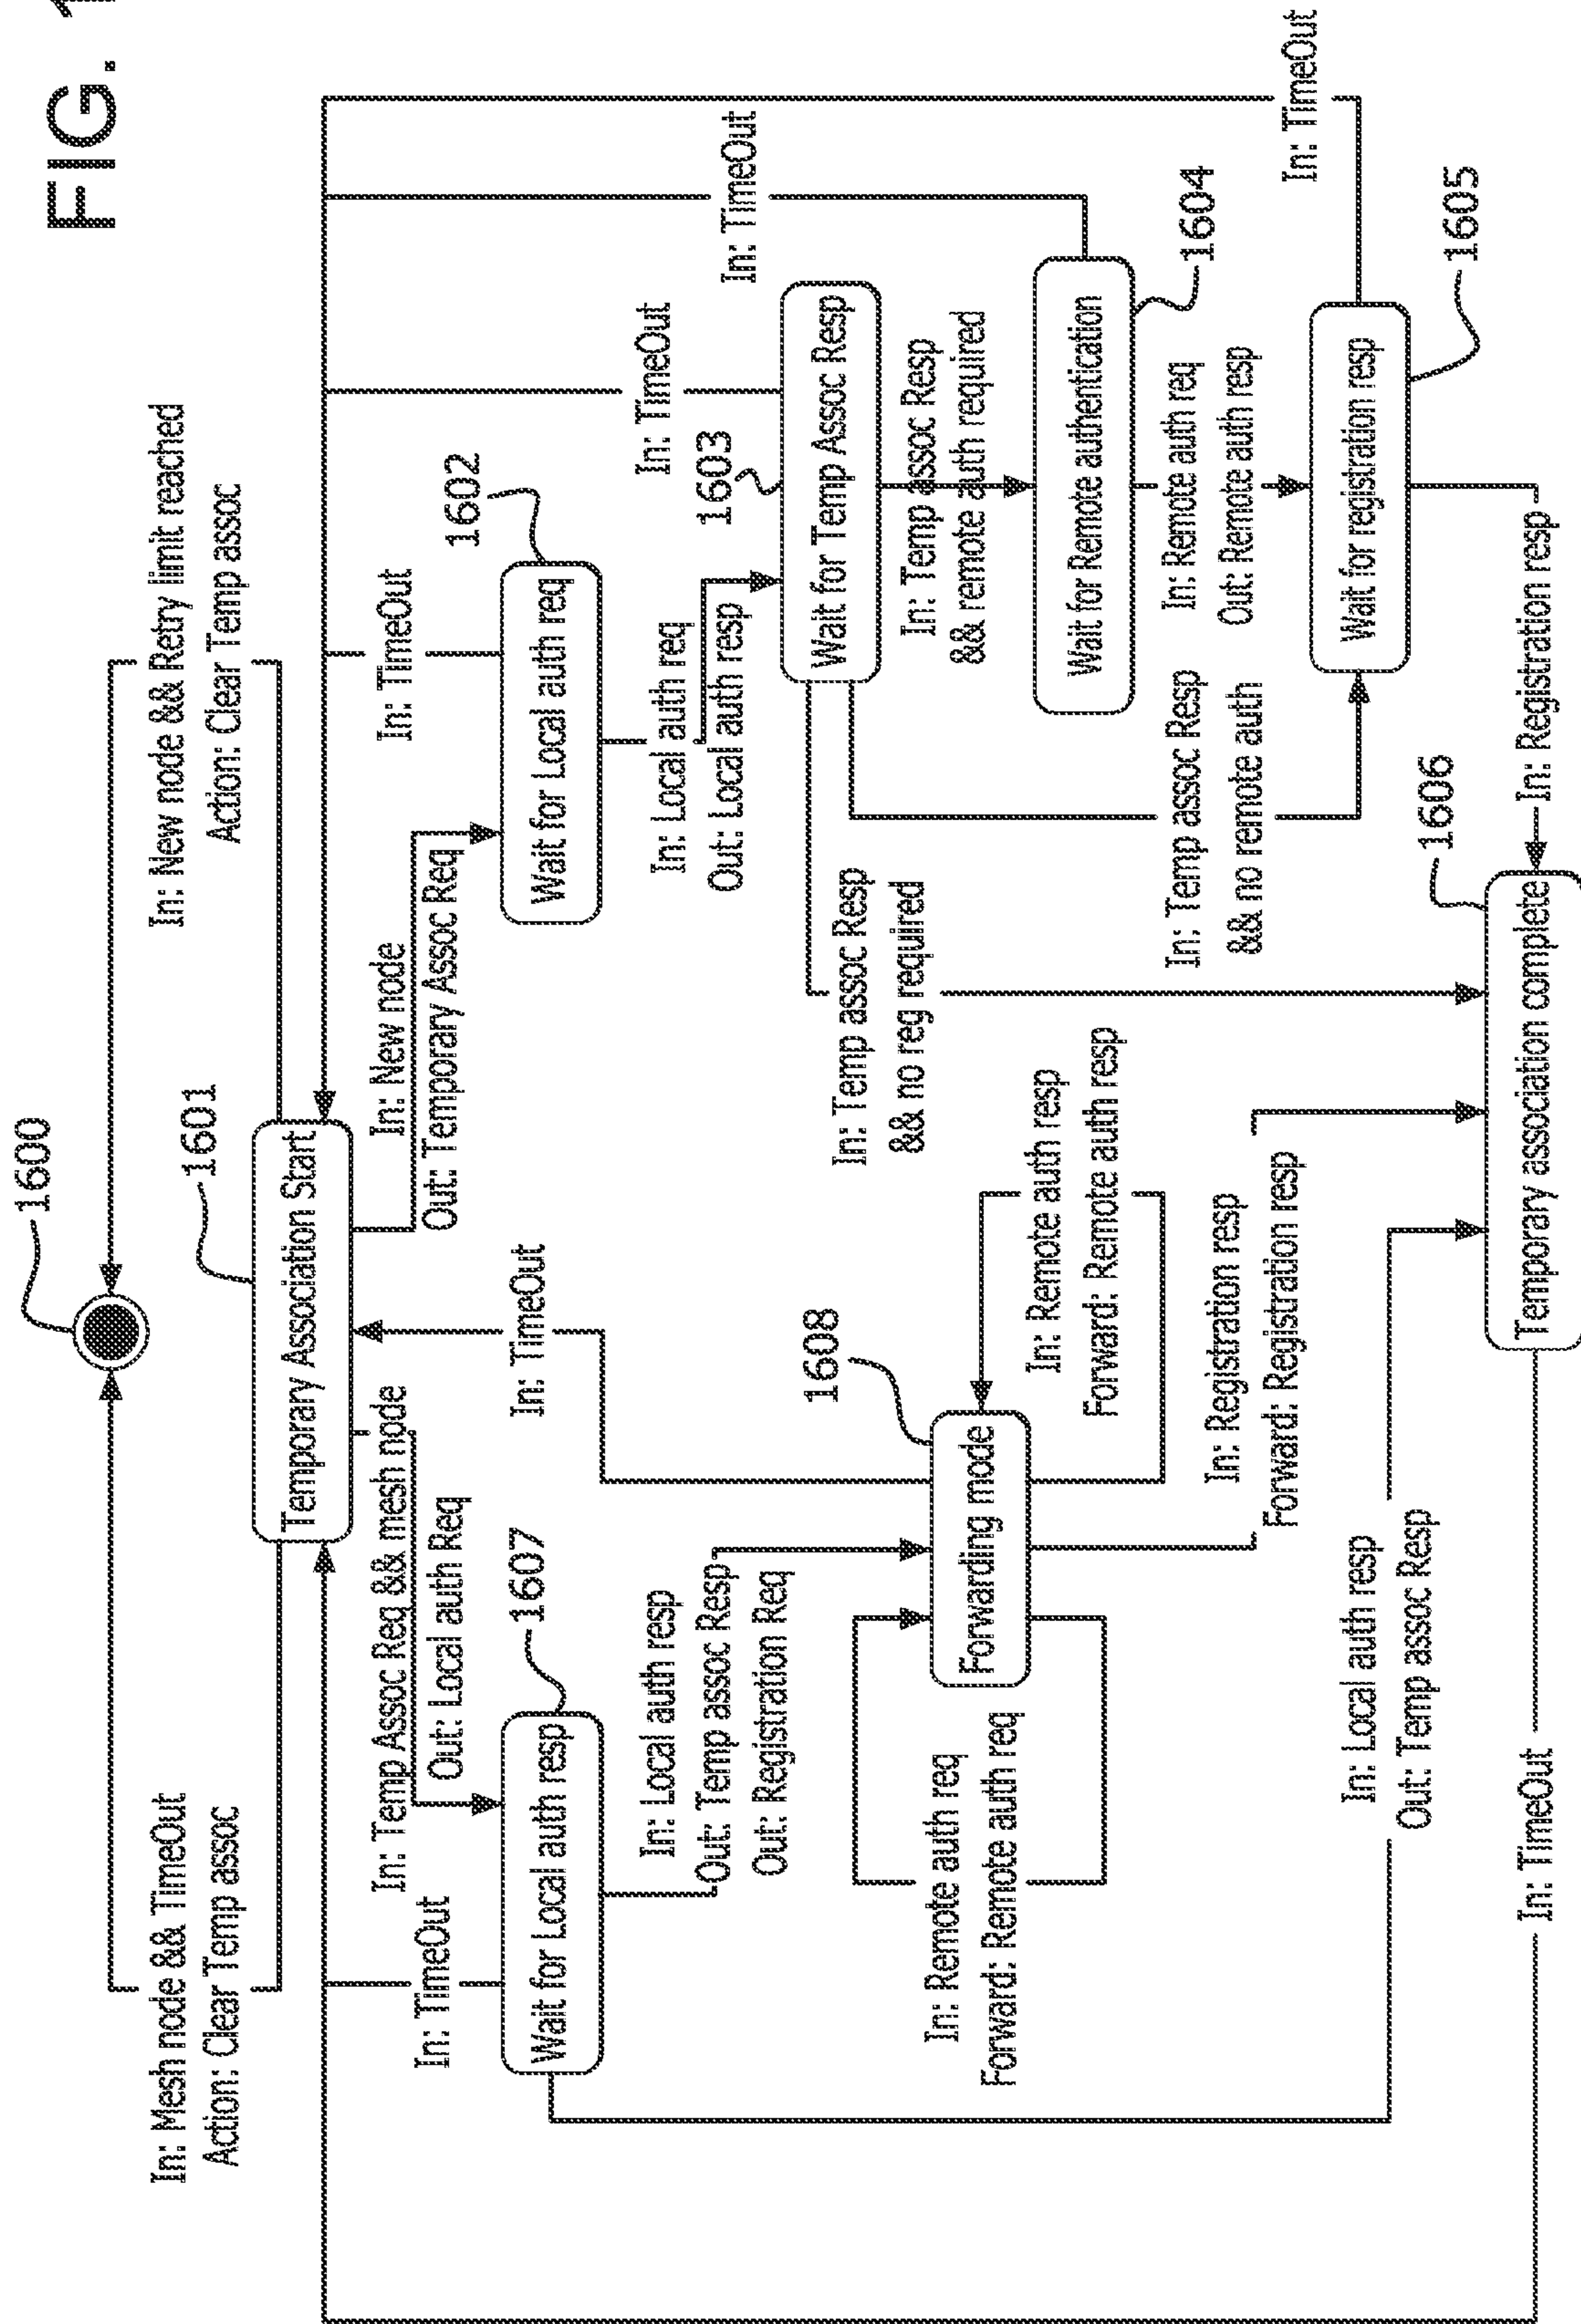 FIG. 1
1600
In: Mesh node && TimeOut
Action: Clear Temp assoc
In: New node && Retry limit reached
Action: Clear Temp assoc
1601
Temporary Association Start
In: TimeOut
In: Temp Assoc Req && mesh node
Out: Local auth Req
In: TimeOut
In: New node
Out: Temporary Assoc Req
In: TimeOut
1602
1607
Wait for Local auth resp
Wait for Local auth req
In: Local auth resp
Out: Temp assoc Resp
Out: Registration Req
In: Local auth req
Out: Local auth resp
In: TimeOut
1603
In: TimeOut
Wait for Temp Assoc Resp
1608
Forwarding mode
In: Remote auth req
Forward: Remote auth req
In: Remote auth resp
Forward: Remote auth resp
In: Temp assoc Resp
&& no reg required
In: Temp assoc Resp
&& remote auth required
Wait for Remote authentication
1604
In: Registration resp
Forward: Registration resp
In: Temp assoc Resp
&& no remote auth
In: Remote auth req
Out: Remote auth resp
In: TimeOut
Wait for registration resp
1605
In: Local auth resp
Out: Temp assoc Resp
1606
In: TimeOut
Temporary association complete
In: Registration resp